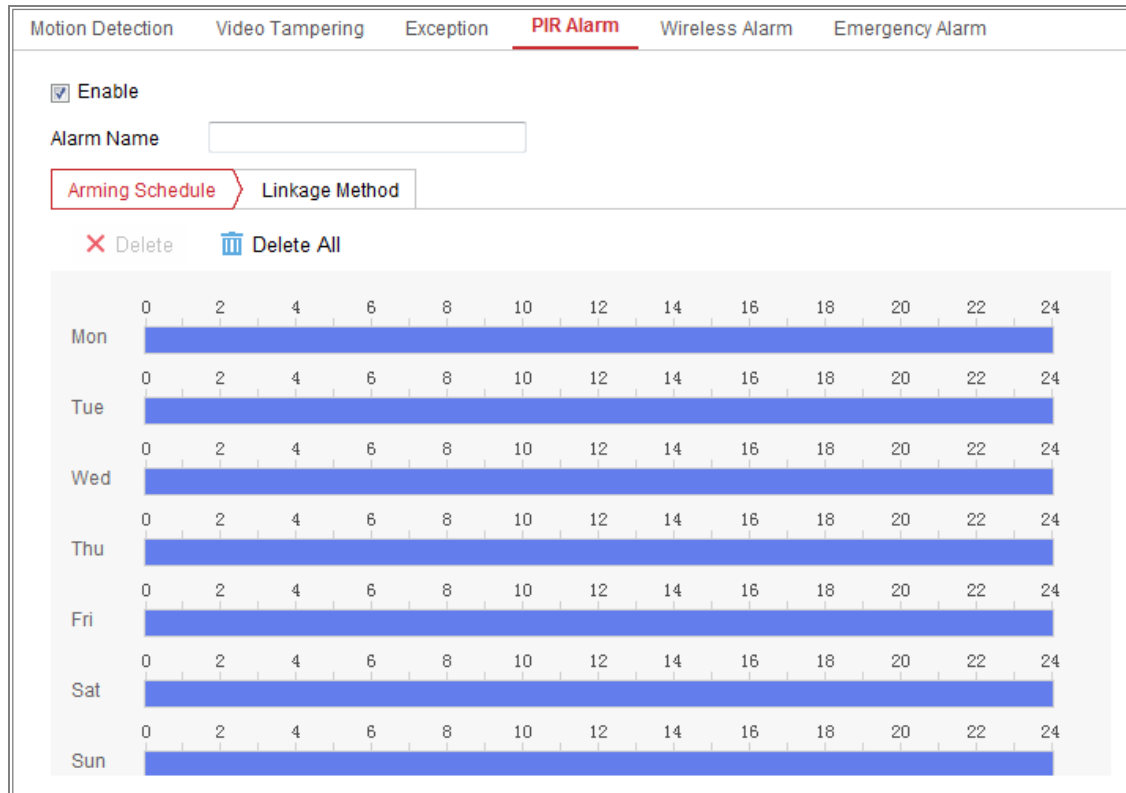 Motion Detection Video Tampering Exception PIR Alarm Wireless Alarm Emergency Alarm
Enable
Alarm Name
Arming Schedule Linkage Method
Delete Delete All
0 2 4 6 8 10 12 14 16 18 20 22 24
Mon
0 2 4 6 8 10 12 14 16 18 20 22 24
Tue
0 2 4 6 8 10 12 14 16 18 20 22 24
Wed
0 2 4 6 8 10 12 14 16 18 20 22 24
Thu
0 2 4 6 8 10 12 14 16 18 20 22 24
Fri
0 2 4 6 8 10 12 14 16 18 20 22 24
Sat
0 2 4 6 8 10 12 14 16 18 20 22 24
Sun